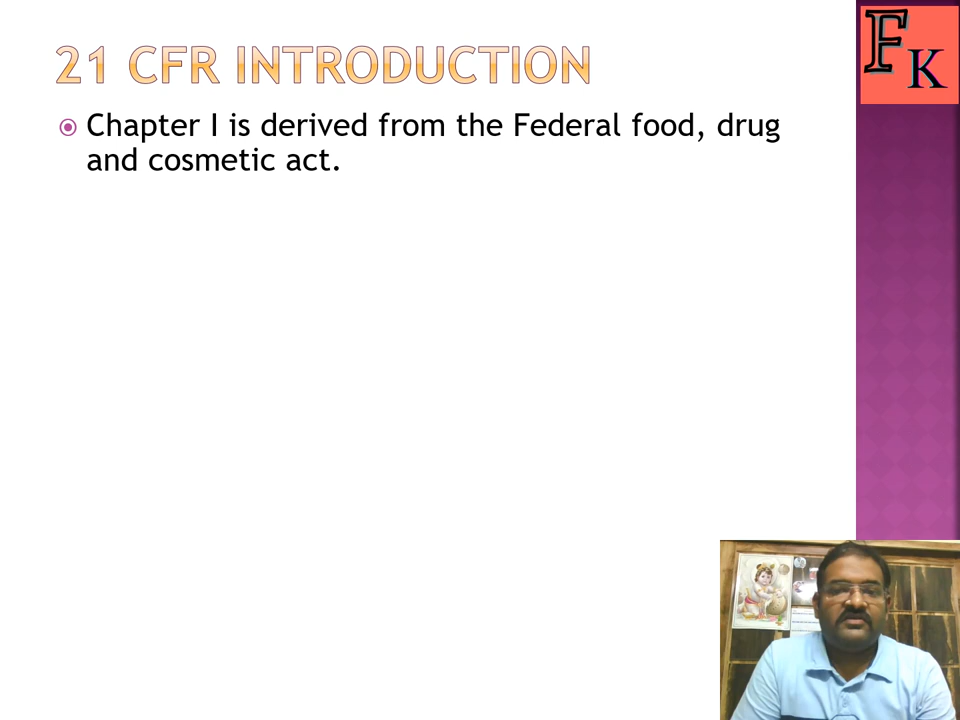 21 CFR INTRODUCTION
Chapter I is derived from the Federal food, drug
and cosmetic act.
F
K